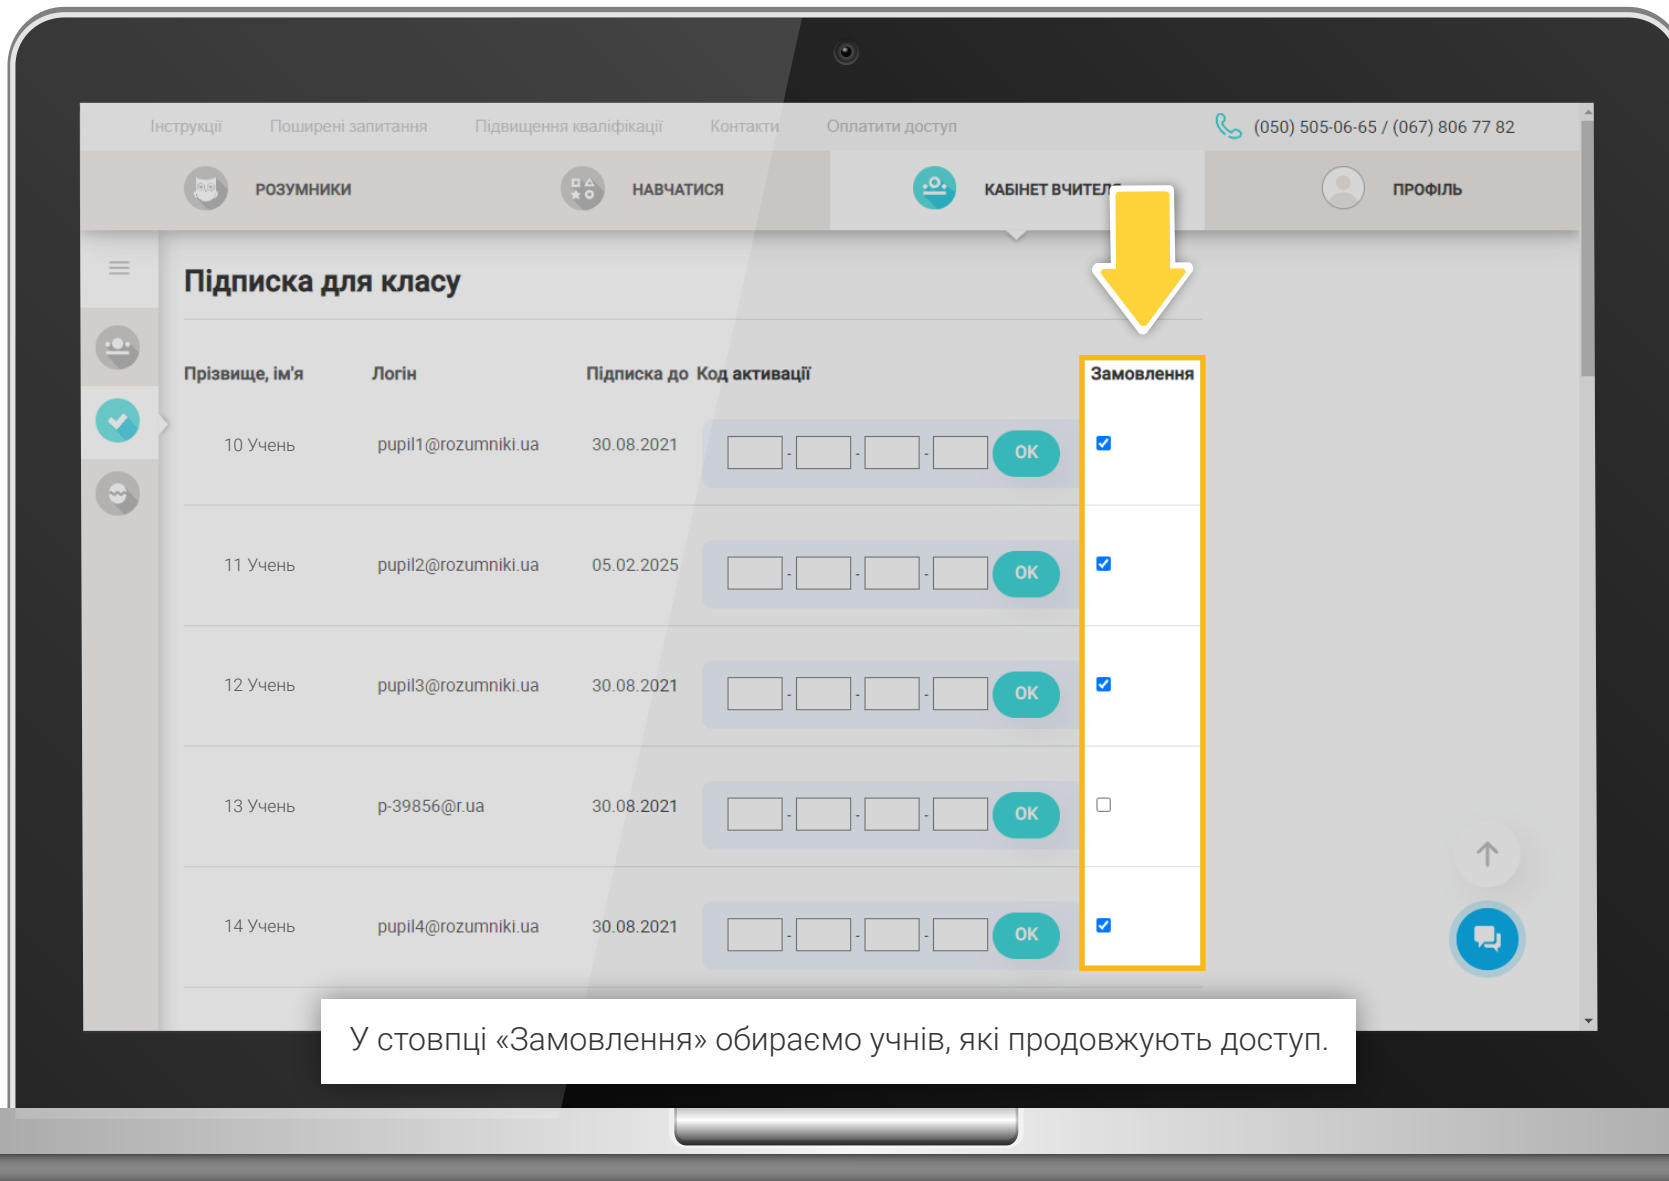 Інструкції Поширені запитання Підвищення кваліфікації Контакти Оплатити доступ (050) 505-06-65 / (067) 806 77 82
РОЗУМНИКИ НАВЧАТИСЯ КАБІНЕТ ВЧИТЕЛЯ ПРОФІЛЬ
Підписка для класу
Прізвище, ім'я Логін Підписка до Код активації Замовлення
10 Учень pupil1@rozumniki.ua 30.08.2021 - - - OK
11 Учень pupil2@rozumniki.ua 05.02.2025 - - - OK
12 Учень pupil3@rozumniki.ua 30.08.2021 - - - OK
13 Учень p-39856@r.ua 30.08.2021 - - - OK
14 Учень pupil4@rozumniki.ua 30.08.2021 - - - OK
У стовпці «Замовлення» обираємо учнів, які продовжують доступ.